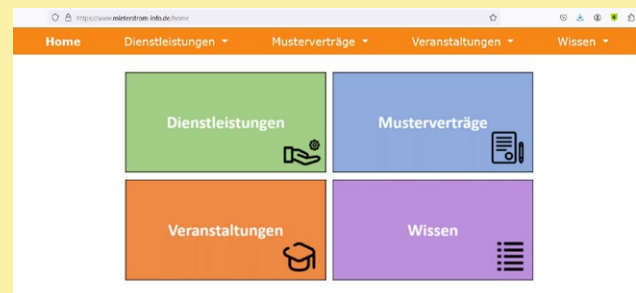 https://www.mieterstrom-info.de/home
Home Dienstleistungen Musterverträge Veranstaltungen Wissen
Dienstleistungen Musterverträge
Veranstaltungen Wissen